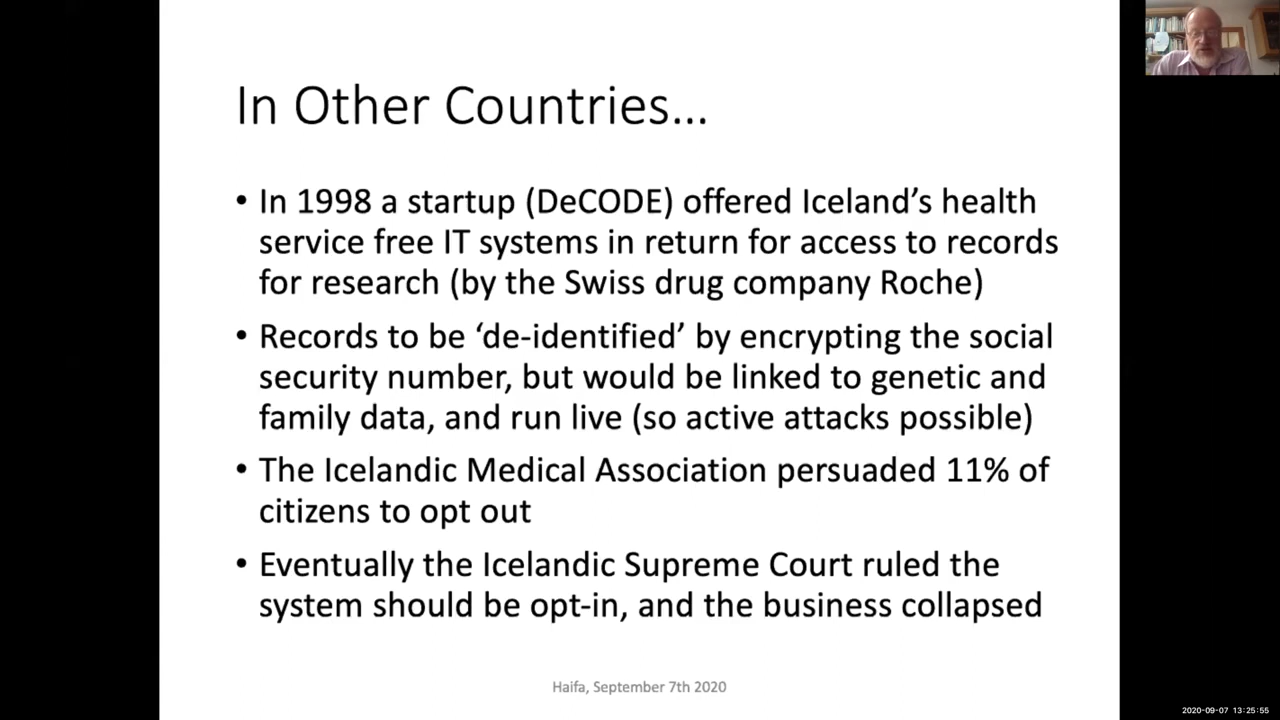 In Other Countries...
• In 1998 a startup (DeCODE) offered Iceland’s health
service free IT systems in return for access to records
for research (by the Swiss drug company Roche)
• Records to be ‘de-identified’ by encrypting the social
security number, but would be linked to genetic and
family data, and run live (so active attacks possible)
• The Icelandic Medical Association persuaded 11% of
citizens to opt out
• Eventually the Icelandic Supreme Court ruled the
system should be opt-in, and the business collapsed
Haifa, September 7th 2020
2020-09-07 13:25:55